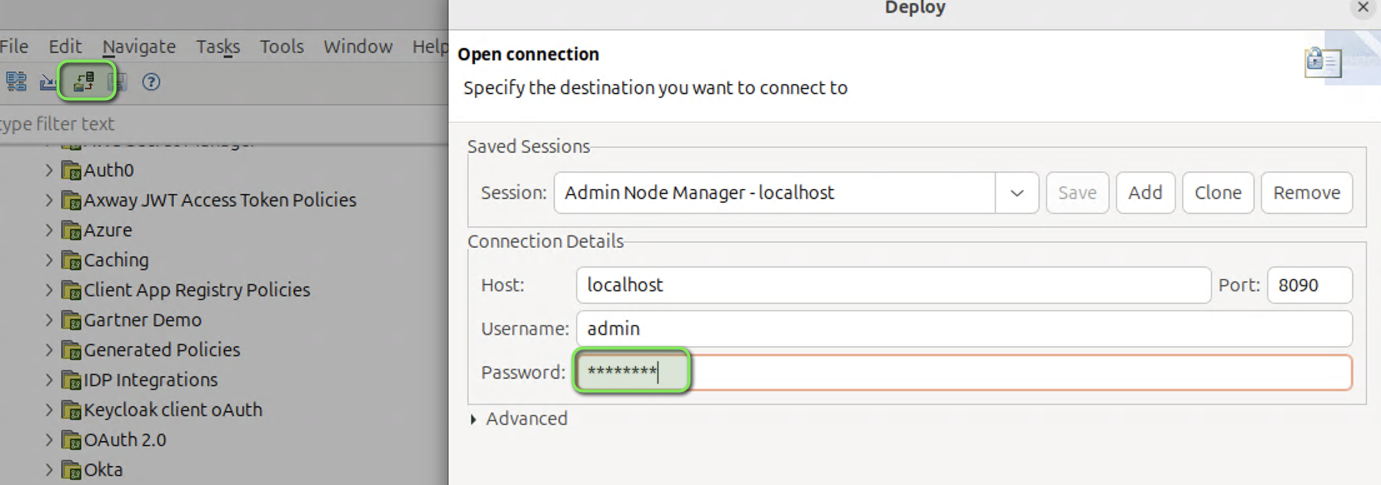 Deploy
File Edit Navigate Tasks Tools Window Help
type filter text
Auth0
Axway JWT Access Token Policies
Azure
Caching
Client App Registry Policies
Gartner Demo
Generated Policies
IDP Integrations
Keycloak client oAuth
OAuth 2.0
Okta
Open connection
Specify the destination you want to connect to
Saved Sessions
Session: Admin Node Manager - localhost Save Add Clone Remove
Connection Details
Host: localhost Port: 8090
Username: admin
Password: ********
Advanced